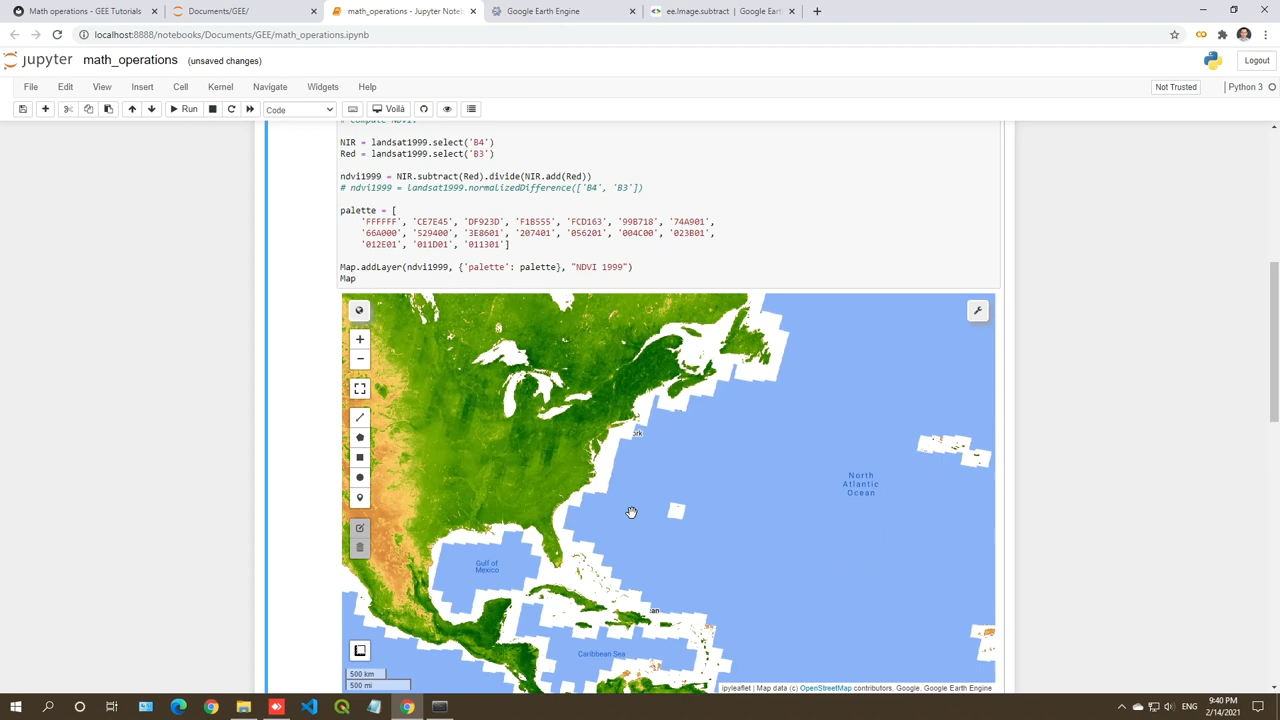 Math operations - GEE Tutorials
Documents/GEE/
math_operations - Jupyter Note
Google Earth Engine
ee.Image.subtract | Google Eart
localhost:8888/notebooks/Documents/GEE/math_operations.ipynb
jupyter math_operations (unsaved changes)
Logout
File Edit View Insert Cell Kernel Navigate Widgets Help
Not Trusted
Python 3
Run
Code
Voilà
# Compute NDVI.
NIR = landsat1999.select('B4')
Red = landsat1999.select('B3')
ndvi1999 = NIR.subtract(Red).divide(NIR.add(Red))
# ndvi1999 = landsat1999.normalizedDifference(['B4', 'B3'])
palette = [
'FFFFFF', 'CE7E45', 'DF923D', 'F1B555', 'FCD163', '99B718', '74A901',
'66A000', '529400', '3E8601', '207401', '056201', '004C00', '023B01',
'012E01', '011D01', '011301']
Map.addLayer(ndvi1999, {'palette': palette}, "NDVI 1999")
Map
ork
North
Atlantic
Ocean
Gulf of
Mexico
Caribbean Sea
500 km
500 mi
ipyleaflet | Map data (c) OpenStreetMap contributors, Google, Google Earth Engine
ENG
9:40 PM
2/14/2021